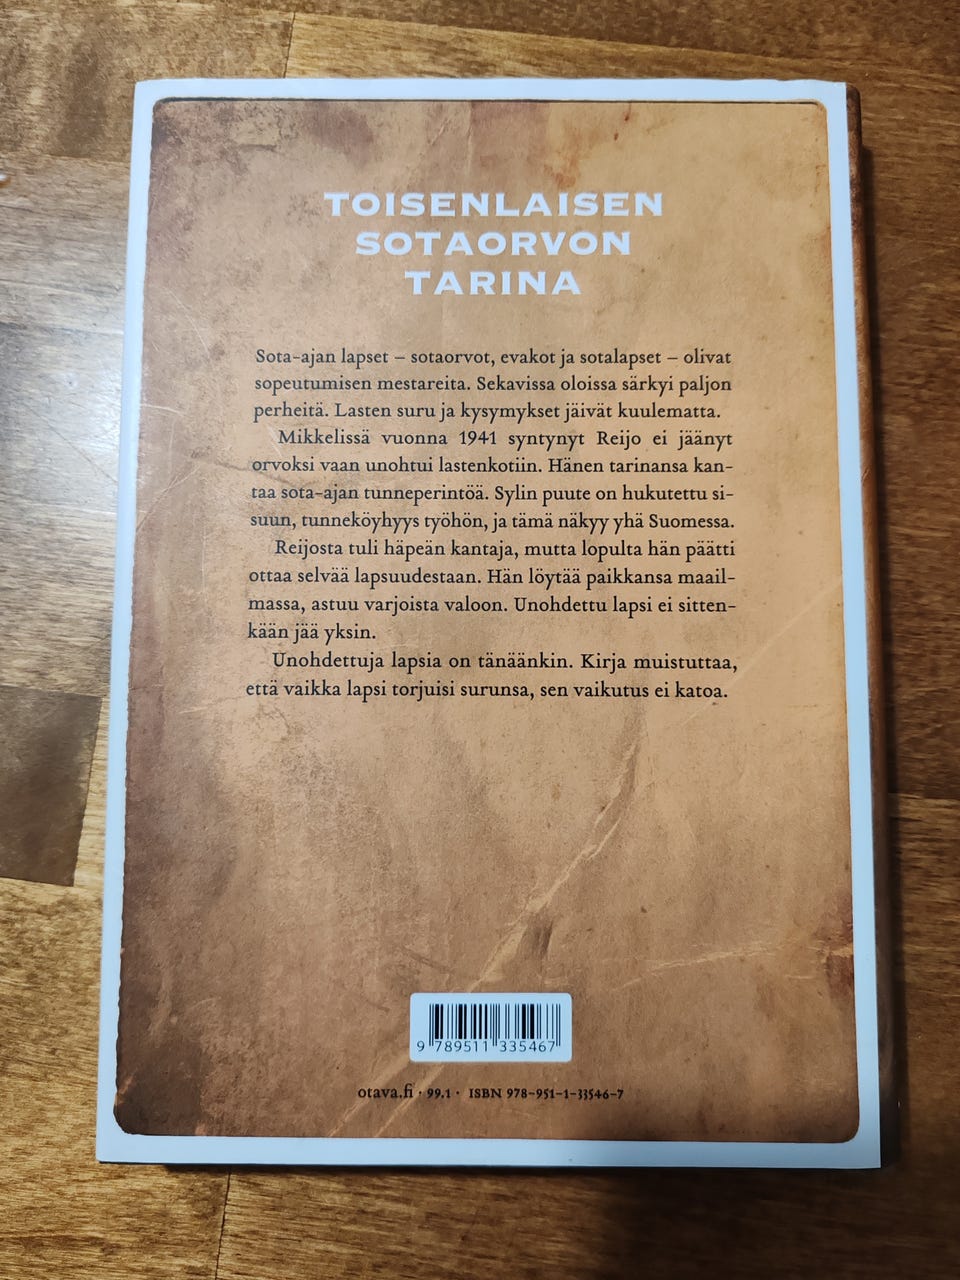 TOISENLAISEN
SOTAORVON
TARINA
Sota-ajan lapset – sotaorvot, evakot ja sotalapset – olivat
sopeutumisen mestareita. Sekavissa oloissa särkyi paljon
perheitä. Lasten suru ja kysymykset jäivät kuulematta.
Mikkelissä vuonna 1941 syntynyt Reijo ei jäänyt
orvoksi vaan unohtui lastenkotiin. Hänen tarinansa kan-
taa sota-ajan tunneperintöä. Sylin puute on hukutettu si-
suun, tunneköyhyys työhön, ja tämä näkyy yhä Suomessa.
Reijosta tuli häpeän kantaja, mutta lopulta hän päätti
ottaa selvää lapsuudestaan. Hän löytää paikkansa maail-
massa, astuu varjoista valoon. Unohdettu lapsi ei sitten-
kään jää yksin.
Unohdettuja lapsia on tänäänkin. Kirja muistuttaa,
että vaikka lapsi torjuisi surunsa, sen vaikutus ei katoa.
9 789511 335467
otava.fi · 99.1 · ISBN 978-951-1-33546-7